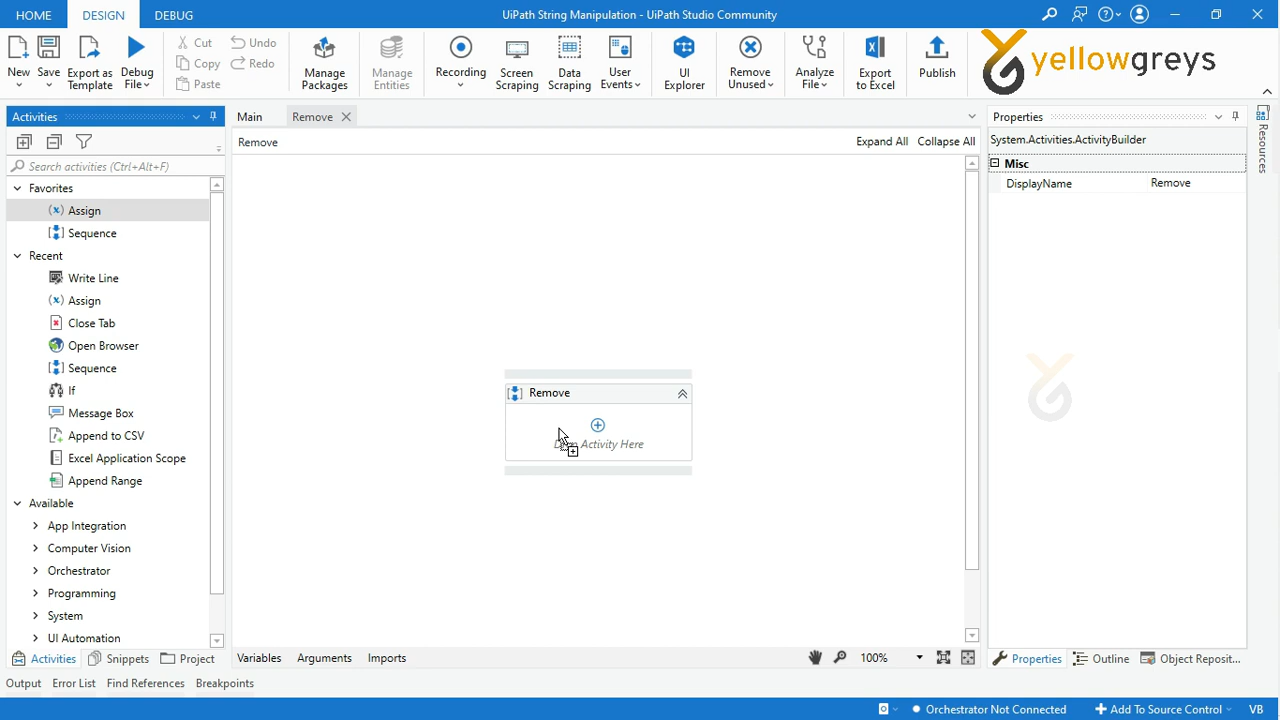 HOME
DESIGN
DEBUG
UiPath String Manipulation - UiPath Studio Community
New
Save
Export as
Template
Debug
File
Cut
Copy
Paste
Undo
Redo
Manage
Packages
Manage
Entities
Recording
Screen
Scraping
Data
Scraping
User
Events
UI
Explorer
Remove
Unused
Analyze
File
Export
to Excel
Publish
yellowgreys
Activities
Search activities (Ctrl+Alt+F)
Favorites
(x) Assign
Sequence
Recent
Write Line
(x) Assign
Close Tab
Open Browser
Sequence
If
Message Box
Append to CSV
Excel Application Scope
Append Range
Available
App Integration
Computer Vision
Orchestrator
Programming
System
UI Automation
Activities
Snippets
Project
Main
Remove
Remove
Expand All
Collapse All
Remove
Activity Here
Variables
Arguments
Imports
100%
Properties
System.Activities.ActivityBuilder
Misc
DisplayName
Remove
Resources
Properties
Outline
Object Reposit...
Output
Error List
Find References
Breakpoints
Orchestrator Not Connected
Add To Source Control
VB